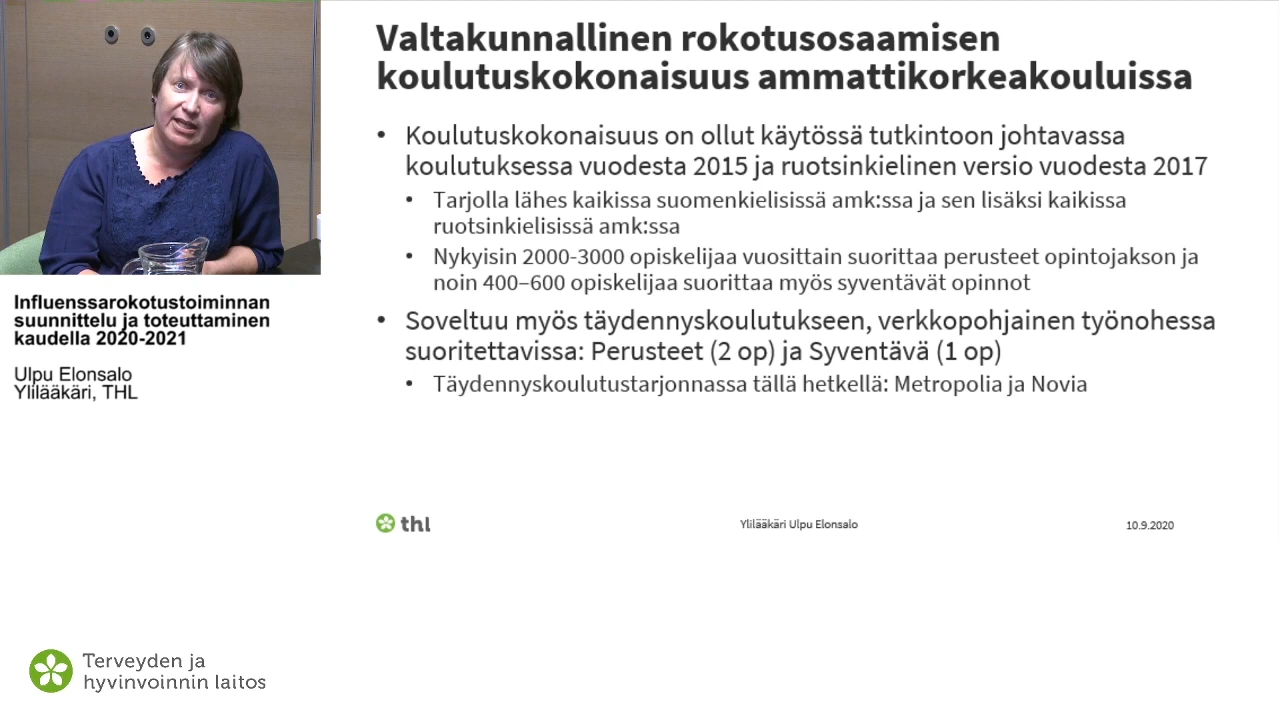 Valtakunnallinen rokotusosaamisen
koulutuskokonaisuus ammattikorkeakouluissa
• Koulutuskokonaisuus on ollut käytössä tutkintoon johtavassa
koulutuksessa vuodesta 2015 ja ruotsinkielinen versio vuodesta 2017
• Tarjolla lähes kaikissa suomenkielisissä amk:ssa ja sen lisäksi kaikissa
ruotsinkielisissä amk:ssa
• Nykyisin 2000-3000 opiskelijaa vuosittain suorittaa perusteet opintojakson ja
noin 400–600 opiskelijaa suorittaa myös syventävät opinnot
• Soveltuu myös täydennyskoulutukseen, verkkopohjainen työnohessa
suoritettavissa: Perusteet (2 op) ja Syventävä (1 op)
• Täydennyskoulutustarjonnassa tällä hetkellä: Metropolia ja Novia
thl
Ylilääkäri Ulpu Elonsalo
10.9.2020
Influenssarokotustoiminnan
suunnittelu ja toteuttaminen
kaudella 2020-2021
Ulpu Elonsalo
Ylilääkäri, THL
Terveyden ja
hyvinvoinnin laitos